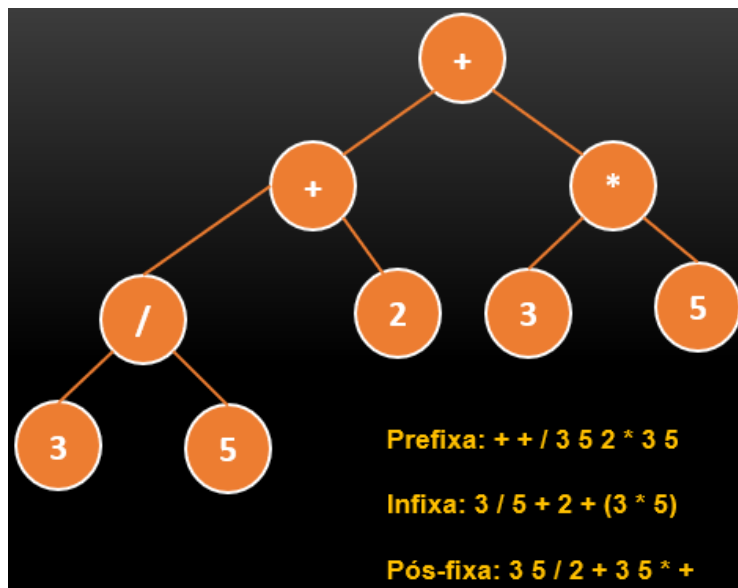 +
+ *
/ 2 3 5
3 5
Prefixa: + + / 3 5 2 * 3 5
Infixa: 3 / 5 + 2 + (3 * 5)
Pós-fixa: 3 5 / 2 + 3 5 * +